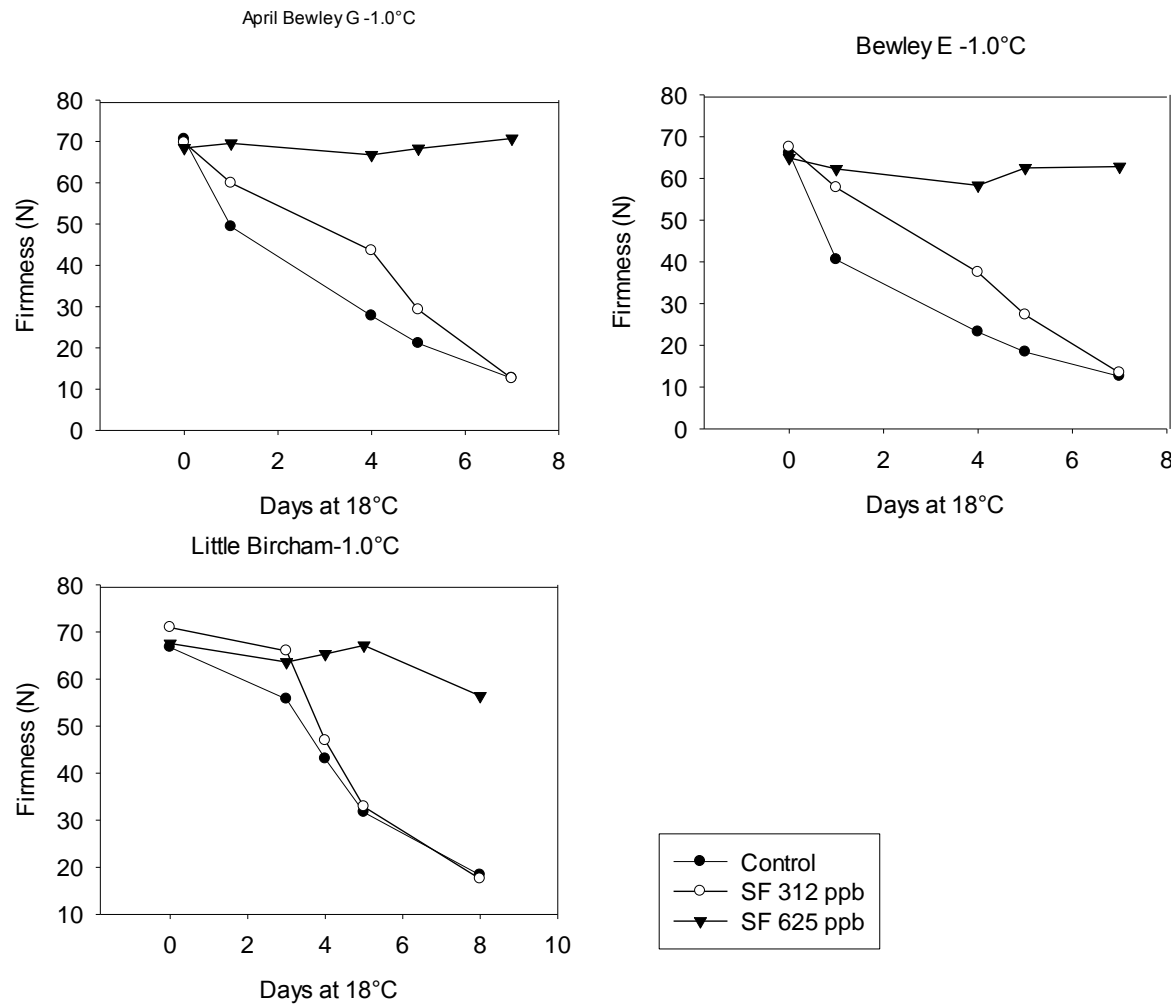 April Bewley G -1.0°C
80
70
60
50
40
30
20
10
0
Firmness (N)
0 2 4 6 8
Days at 18°C
Bewley E -1.0°C
80
70
60
50
40
30
20
10
0
Firmness (N)
0 2 4 6 8
Days at 18°C
Little Bircham-1.0°C
80
70
60
50
40
30
20
10
Firmness (N)
0 2 4 6 8 10
Days at 18°C
Control
SF 312 ppb
SF 625 ppb